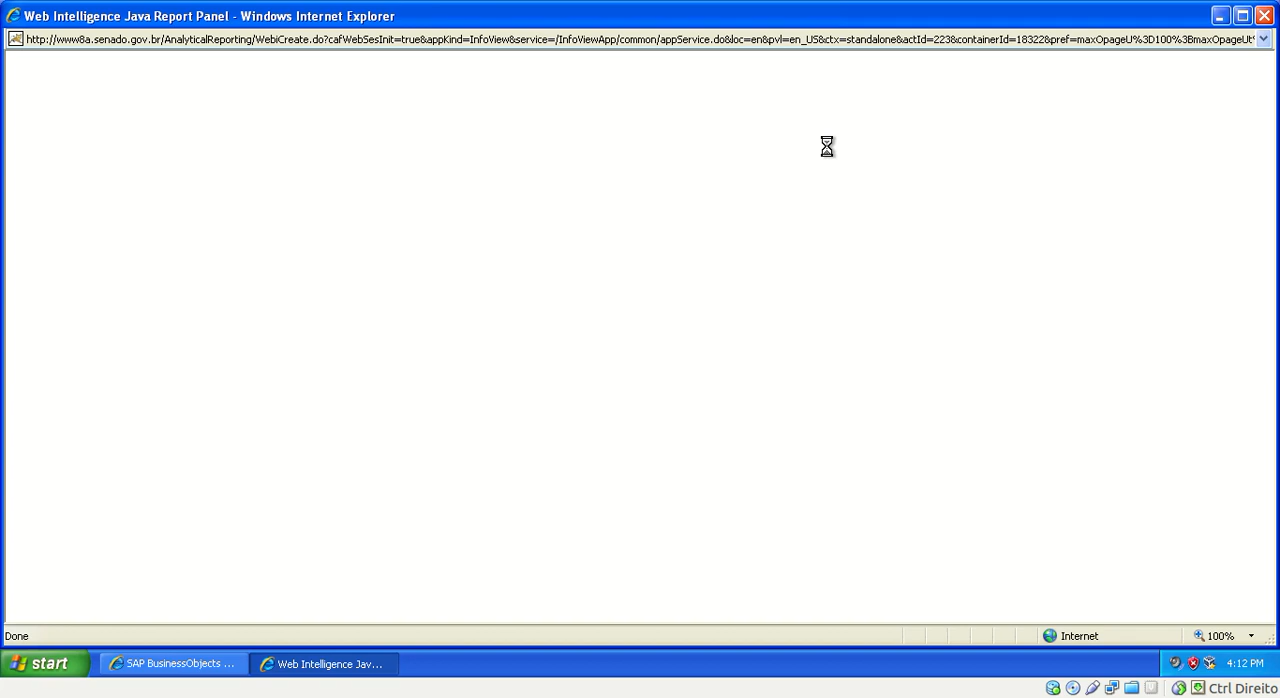 Web Intelligence Java Report Panel - Windows Internet Explorer
http://www8a.senado.gov.br/AnalyticalReporting/WebiCreate.do?cafWebSesInit=true&appKind=InfoView&service=/InfoViewApp/common/appService.do&loc=en&pvl=en_US&ctx=standalone&actId=223&containerId=18322&pref=maxOpageU%3D100%3BmaxOpageUt%
Done
Internet
100%
start
SAP BusinessObjects ...
Web Intelligence Jav...
4:12 PM
Ctrl Direito